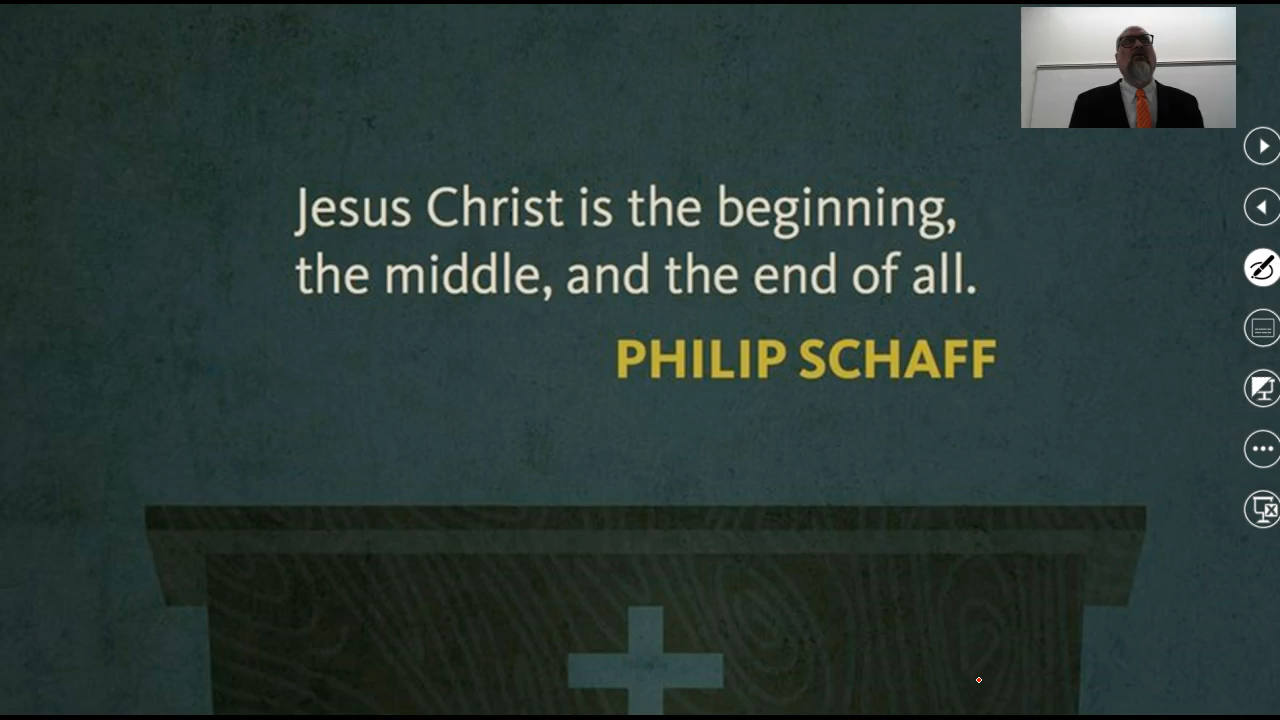 Jesus Christ is the beginning,
the middle, and the end of all.
PHILIP SCHAFF